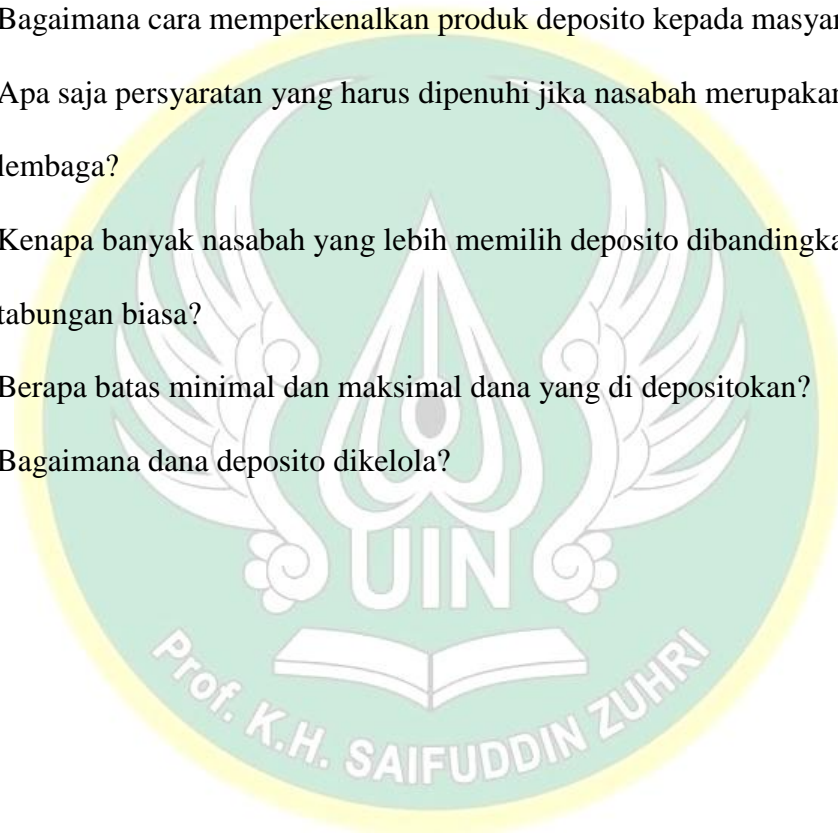 Bagaimana cara memperkenalkan produk deposito kepada
Apa saja persyaratan yang harus dipenuhi jika nasabah merupakan
lembaga?
Kenapa banyak nasabah yang lebih memilih deposito
tabungan biasa?
Berapa batas minimal dan maksimal dana yang di depositokan?
Bagaimana dana deposito dikelola?
UIN
Prof. K.H. SAIFUDDIN ZUHRI